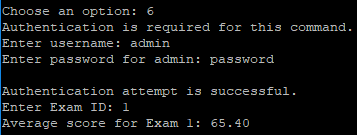 Choose an option: 6
Authentication is required for this command.
Enter username: admin
Enter password for admin: password
Authentication attempt is successful.
Enter Exam ID: 1
Average score for Exam 1: 65.40